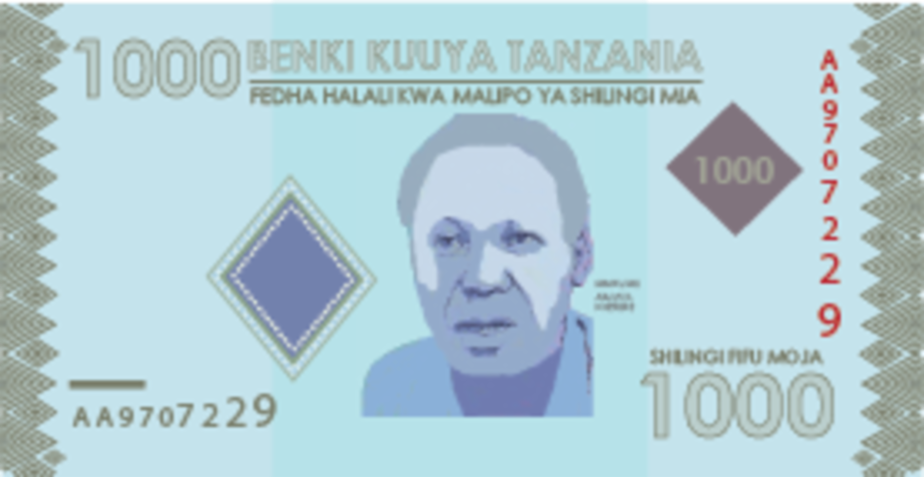 1000 BENKI KUUYA TANZANIA
FEDHA HALALI KWA MALIPO YA SHILINGI MIA
1000
AA9707229
SHILINGI FIFU MOJA
1000
AA9707229